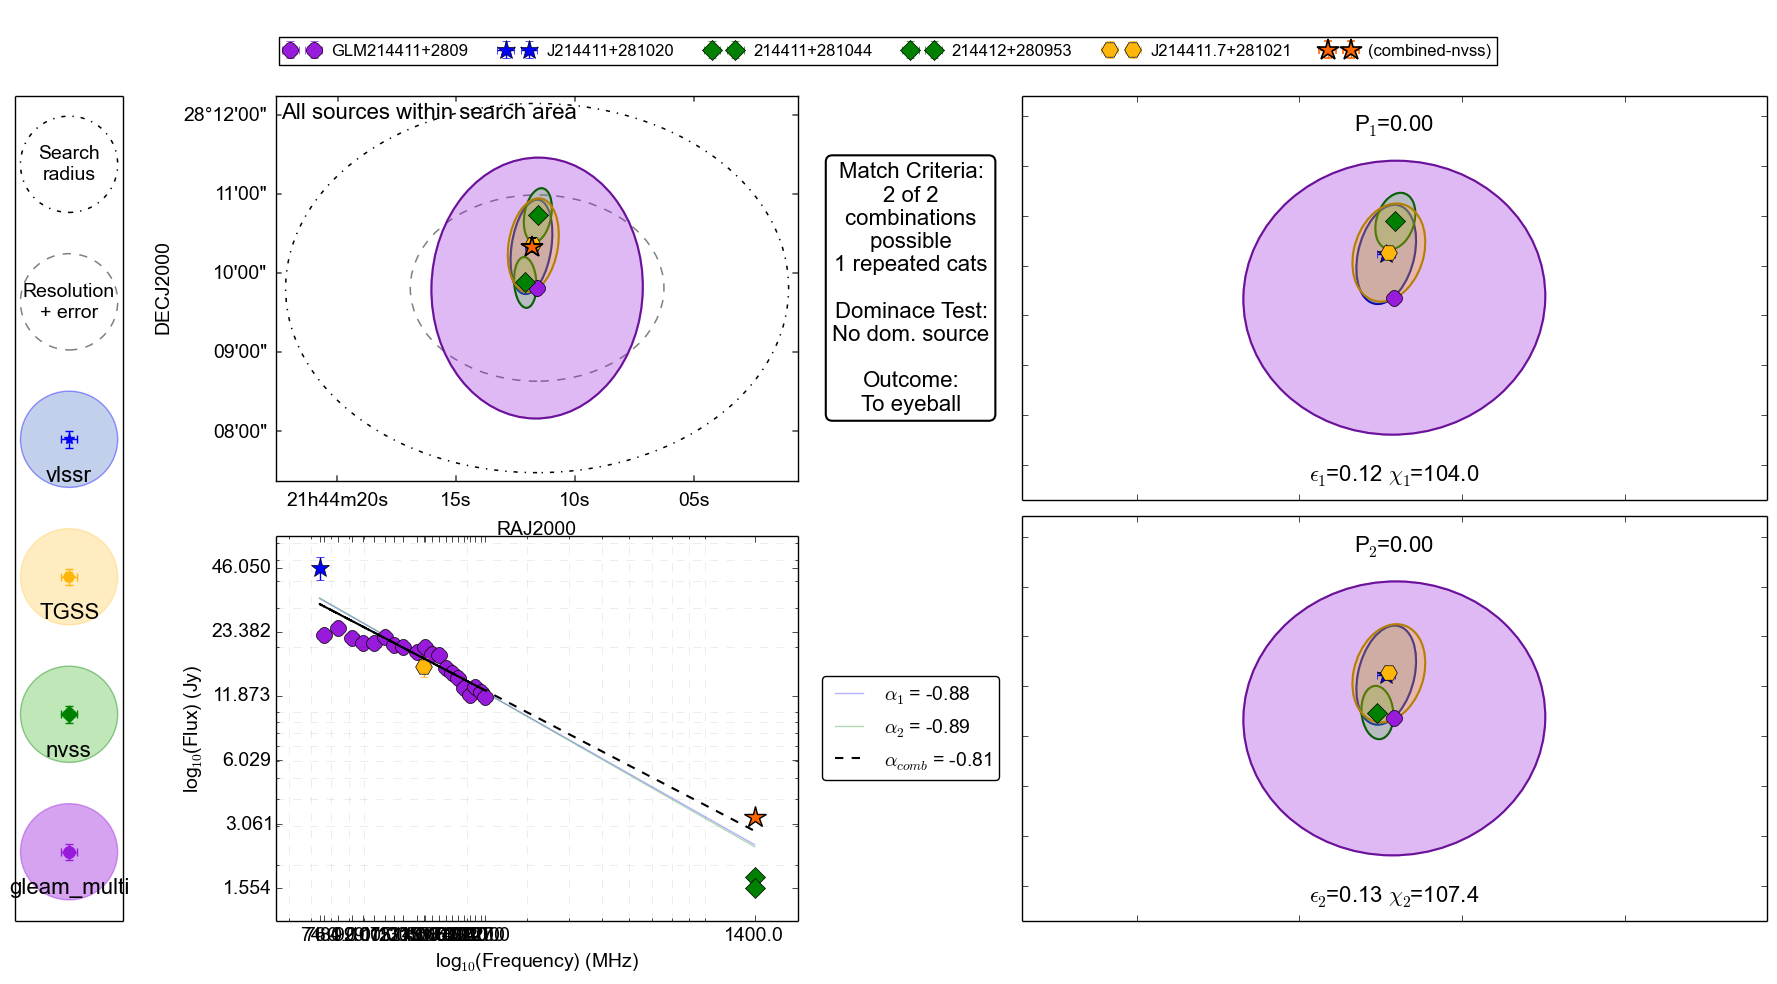 GLM214411+2809 J214411+281020 214411+281044 214412+280953 J214411.7+281021 (combined-nvss)
Search
radius
Resolution
+ error
vlssr
TGSS
nvss
gleam_multi
All sources within search area
28°12'00"
11'00"
10'00"
09'00"
08'00"
DECJ2000
21h44m20s 15s 10s 05s
RAJ2000
Match Criteria:
2 of 2
combinations
possible
1 repeated cats
Dominace Test:
No dom. source
Outcome:
To eyeball
P1=0.00
ϵ1=0.12 χ1=104.0
46.050
23.382
11.873
6.029
3.061
1.554
log10(Flux) (Jy)
1400.0
log10(Frequency) (MHz)
α1 = -0.88
α2 = -0.89
αcomb = -0.81
P2=0.00
ϵ2=0.13 χ2=107.4